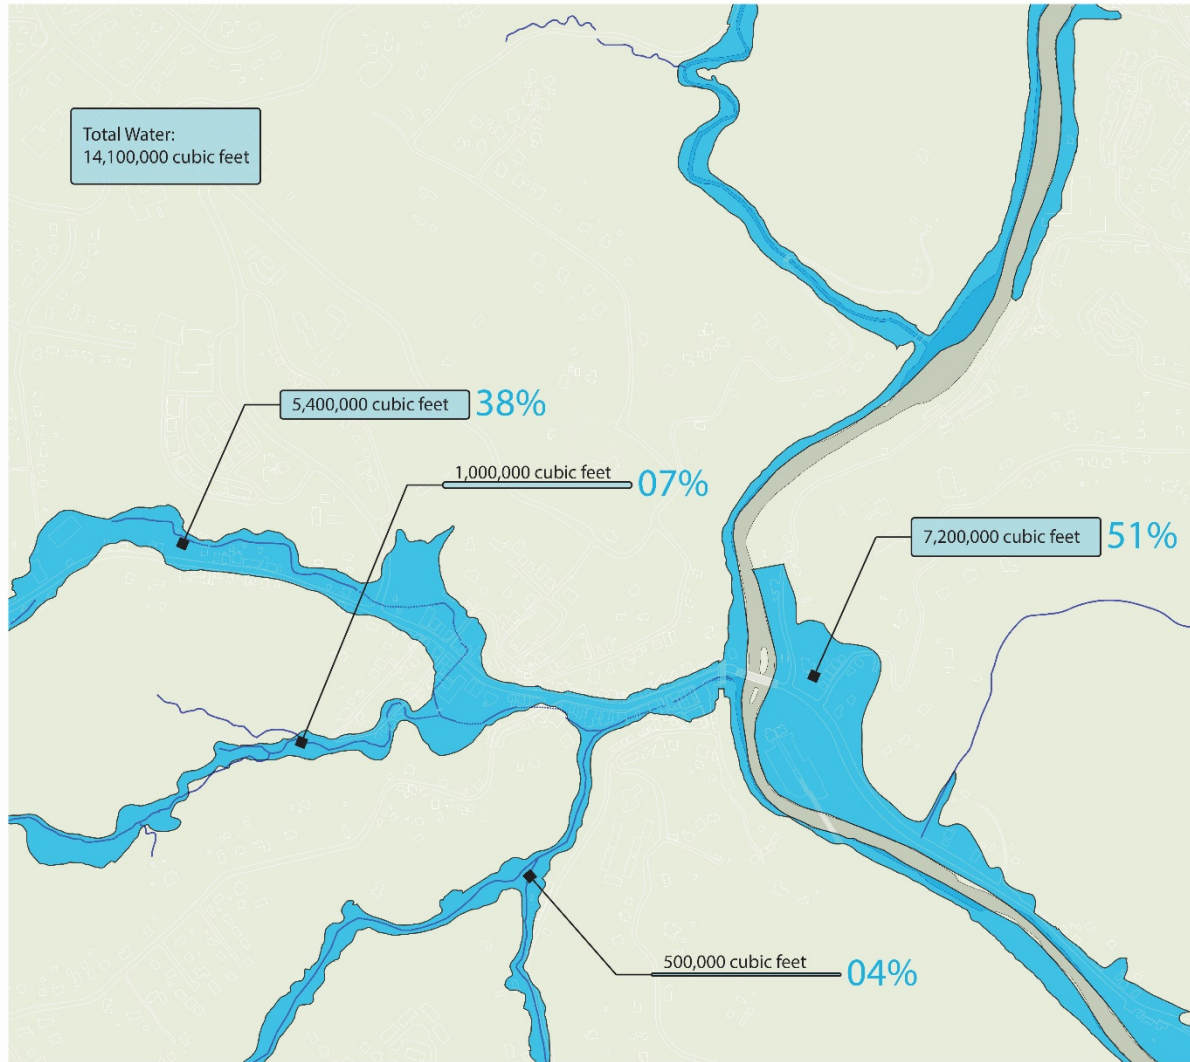 Total Water:
14,100,000 cubic feet
5,400,000 cubic feet 38%
1,000,000 cubic feet 07%
7,200,000 cubic feet 51%
500,000 cubic feet 04%